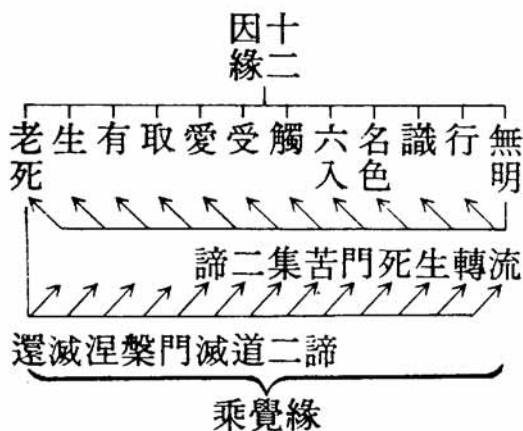 十二因緣
無明
行
識
名色
六入
觸
受
愛
取
有
生
老死
流轉生死門苦集二諦
還滅涅槃門滅道二諦
緣覺乘